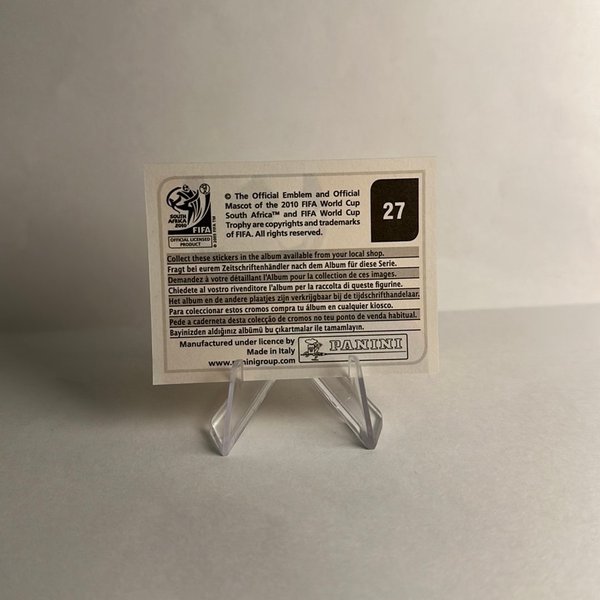 SOUTH AFRICA 2010
FIFA
OFFICIAL LICENSED PRODUCT
© The Official Emblem and Official
Mascot of the 2010 FIFA World Cup
South Africa™ and FIFA World Cup
Trophy are copyrights and trademarks
of FIFA. All rights reserved.
27
Collect these stickers in the album available from your local shop.
Fragt bei eurem Zeitschriftenhändler nach dem Album für diese Serie.
Demandez à votre détaillant l'Album pour la collection de ces images.
Chiedete al vostro rivenditore l'album per la raccolta di queste figurine.
Het album en de andere plaatjes zijn verkrijgbaar bij de tijdschrifthandelaar.
Para coleccionar estos cromos compra tu álbum en cualquier kiosco.
Pede a caderneta desta colecção de cromos no teu ponto de venda habitual.
Bayinizden aldığınız albümü bu çıkartmalar ile tamamlayın.
Manufactured under licence by
Made in Italy
www.paninigroup.com
PANINI